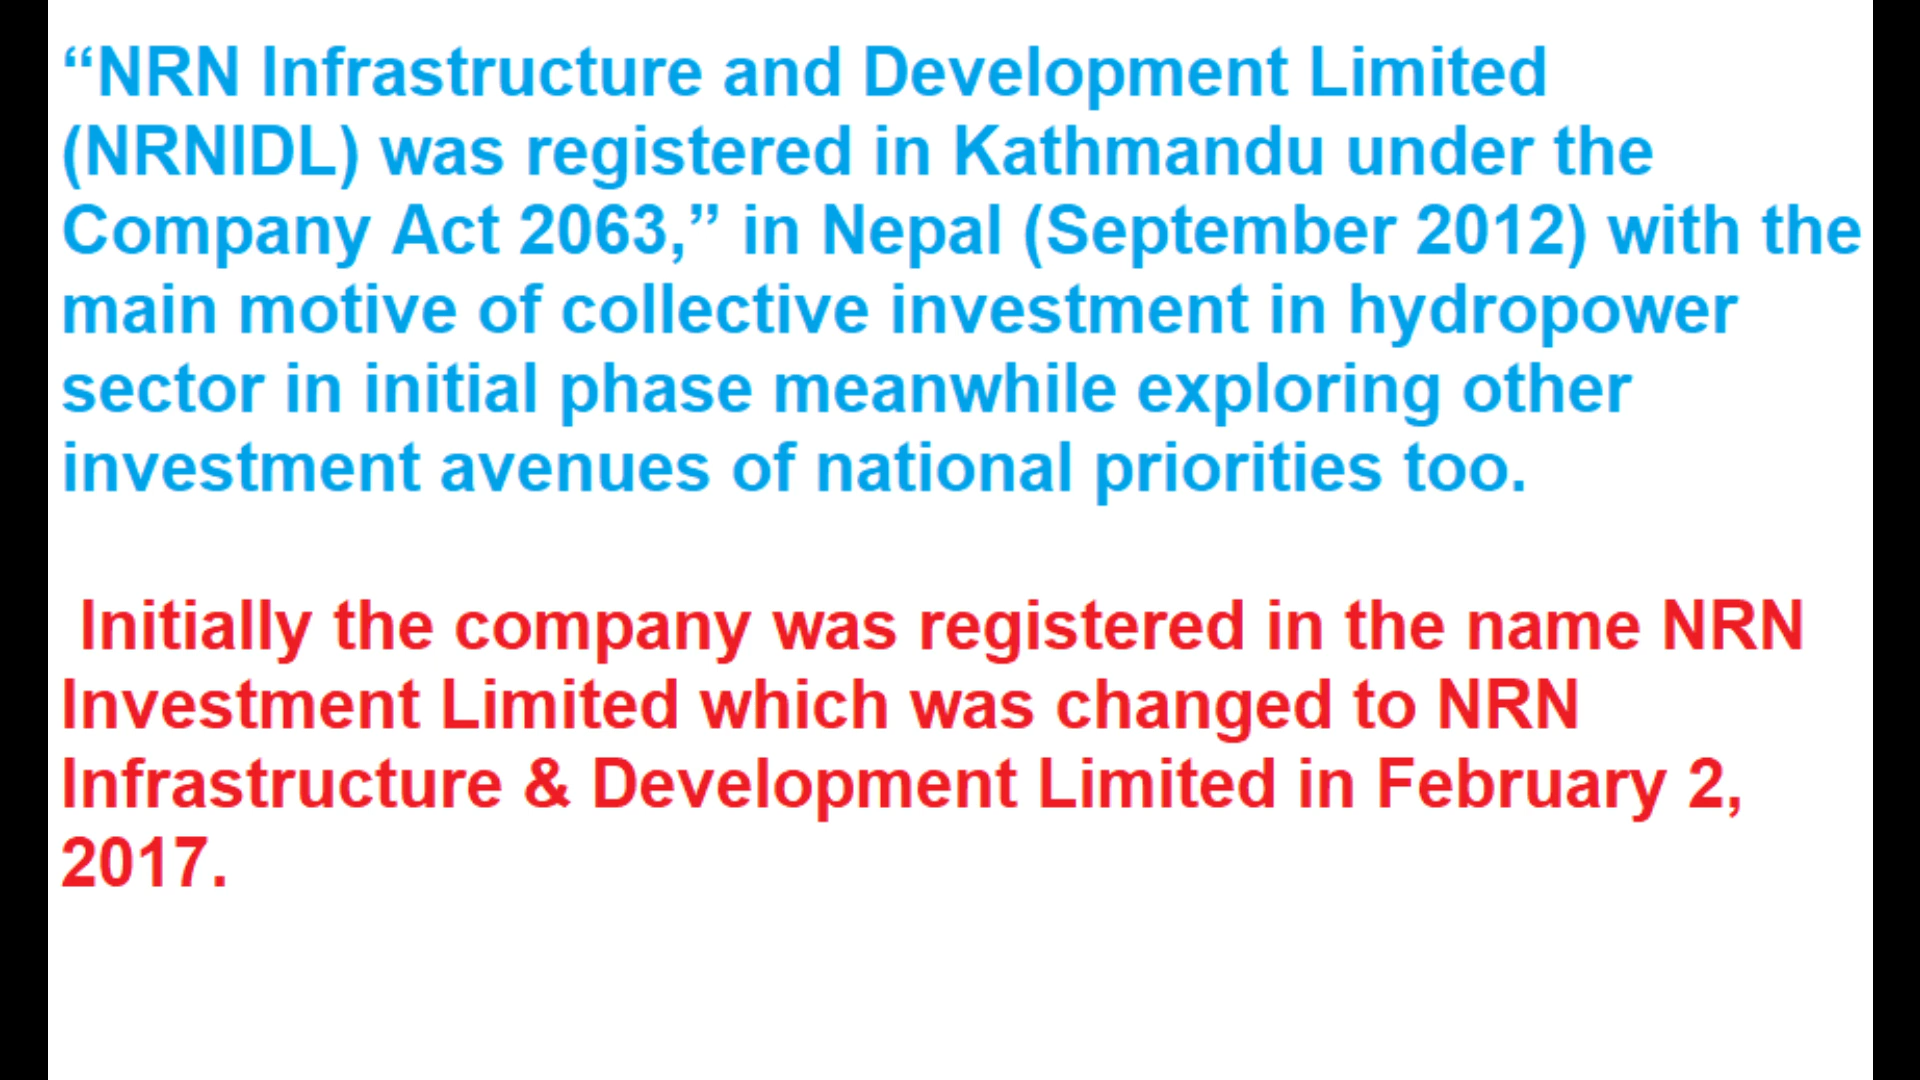 “NRN Infrastructure and Development Limited
(NRNIDL) was registered in Kathmandu under the
Company Act 2063,” in Nepal (September 2012) with the
main motive of collective investment in hydropower
sector in initial phase meanwhile exploring other
investment avenues of national priorities too.
Initially the company was registered in the name NRN
Investment Limited which was changed to NRN
Infrastructure & Development Limited in February 2,
2017.